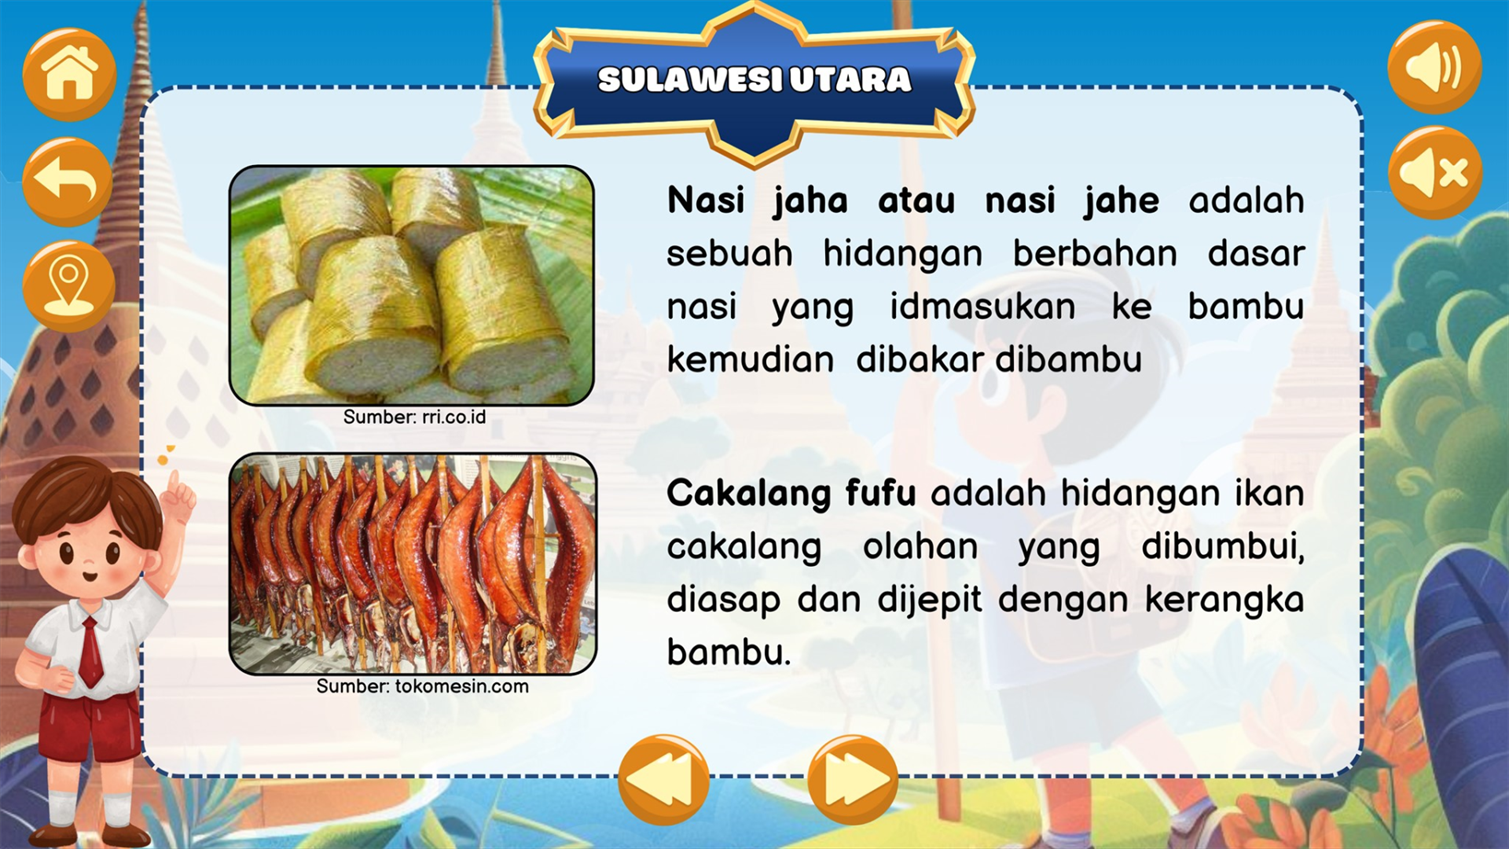 SULAWESI UTARA
Nasi jaha atau nasi jahe adalah
sebuah hidangan berbahan dasar
nasi yang idmasukan ke bambu
kemudian dibakar dibambu
Sumber: rri.co.id
Cakalang fufu adalah hidangan ikan
cakalang olahan yang dibumbui,
diasap dan dijepit dengan kerangka
bambu.
Sumber: tokomesin.com